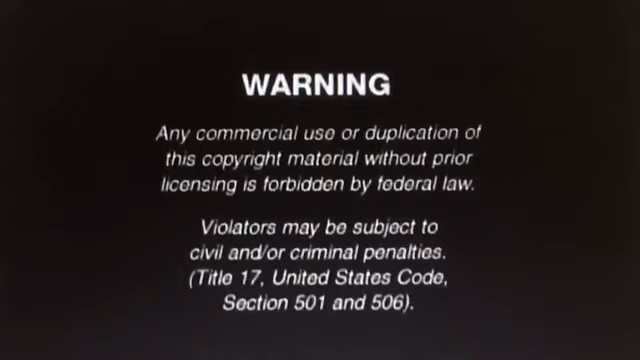 WARNING
Any commercial use or duplication of
this copyright material without prior
licensing is forbidden by federal law.
Violators may be subject to
civil and/or criminal penalties.
(Title 17, United States Code,
Section 501 and 506).